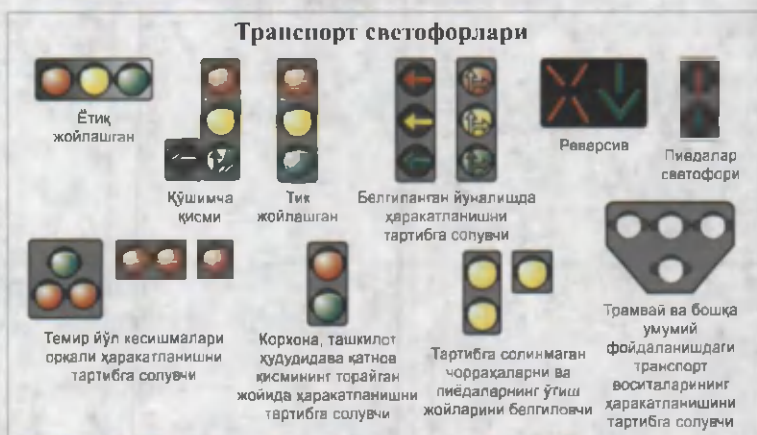 Транспорт светофорлари
Ётиқ
жойлашган
Қўшимча
қисми
Тик
жойлашган
Белгиланган йўналишда
ҳаракатланишни
тартибга солувчи
Реверсив
Пиёдалар
светофори
Темир йўл кесишмалари
орқали ҳаракатланишни
тартибга солувчи
Корхона, ташкилот
ҳудудидава қатнов
қисмининг торайган
жойида ҳаракатланишни
тартибга солувчи
Тартибга солинмаган
чорраҳаларни ва
пиёдаларнинг ўтиш
жойларини белгиловчи
Трамвай ва бошқа
умумий
фойдаланишдаги
транспорт
воситаларининг
ҳаракатланишини
тартибга солувчи